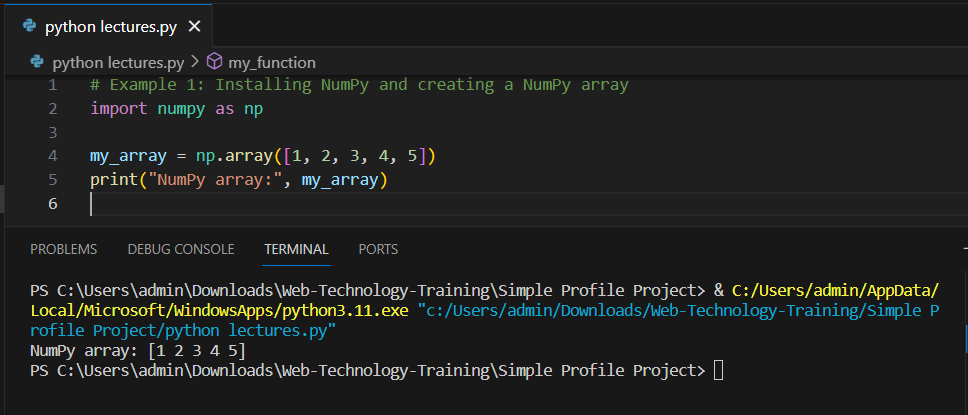 python lectures.py ×
python lectures.py > my_function
1 # Example 1: Installing NumPy and creating a NumPy array
2 import numpy as np
3
4 my_array = np.array([1, 2, 3, 4, 5])
5 print("NumPy array:", my_array)
6
PROBLEMS DEBUG CONSOLE TERMINAL PORTS
PS C:\Users\admin\Downloads\Web-Technology-Training\Simple Profile Project> & C:/Users/admin/AppData/
Local/Microsoft/WindowsApps/python3.11.exe "c:/Users/admin/Downloads/Web-Technology-Training/Simple P
rofile Project/python lectures.py"
NumPy array: [1 2 3 4 5]
PS C:\Users\admin\Downloads\Web-Technology-Training\Simple Profile Project>